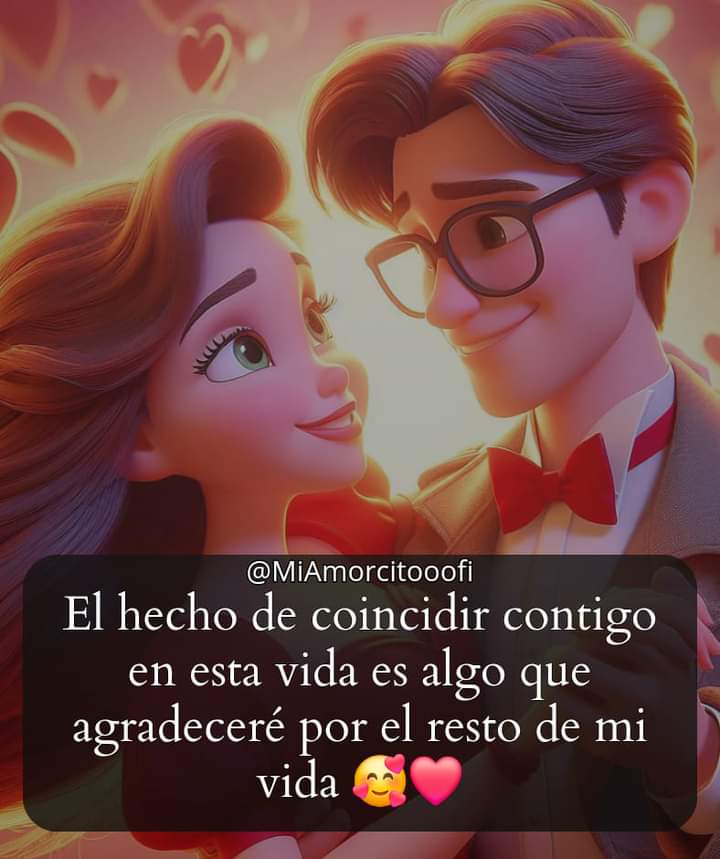 @MiAmorcitooofi
El hecho de coincidir contigo
en esta vida es algo que
agradeceré por el resto de mi
vida 🥰❤️